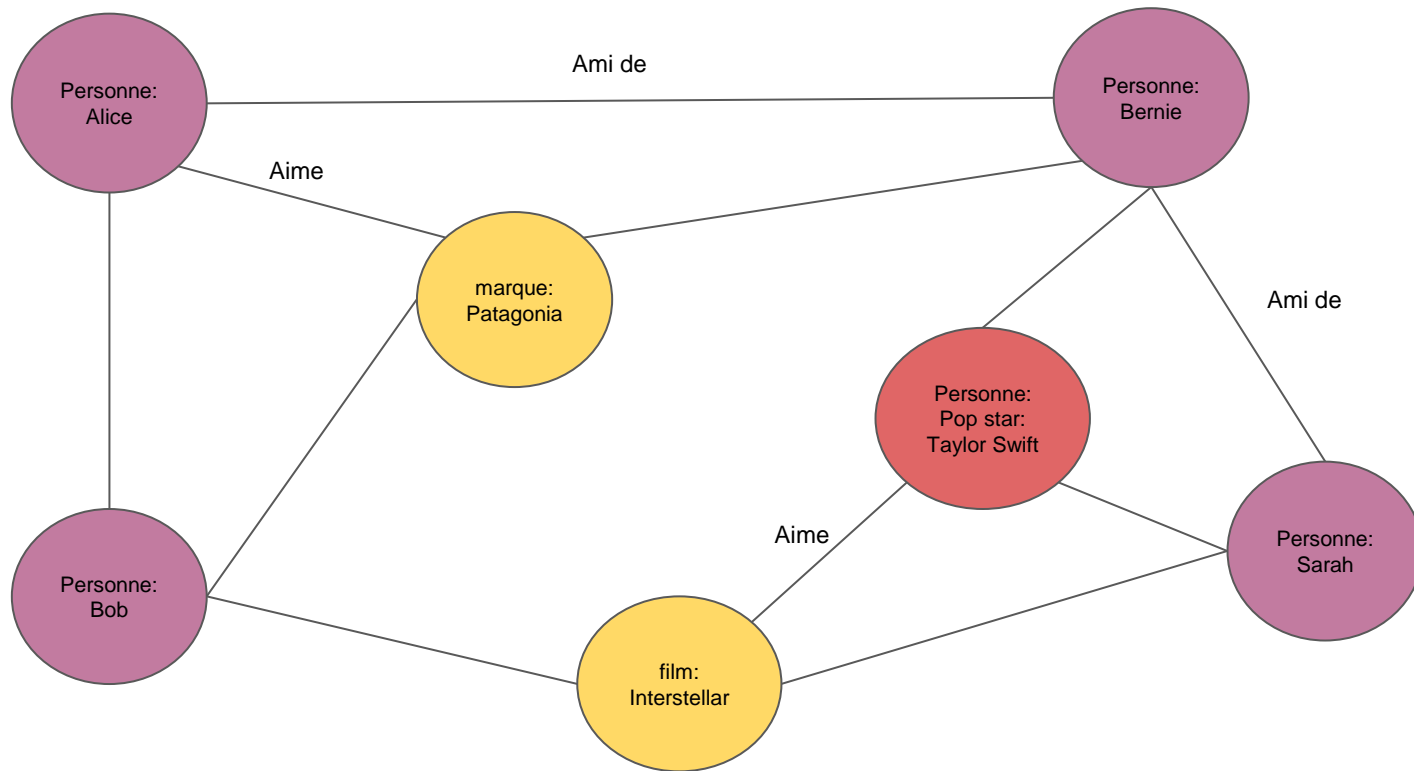 Ami de
Personne:
Alice
Personne:
Bernie
Aime
marque:
Patagonia
Ami de
Personne:
Pop star:
Taylor Swift
Aime
Personne:
Sarah
Personne:
Bob
film:
Interstellar